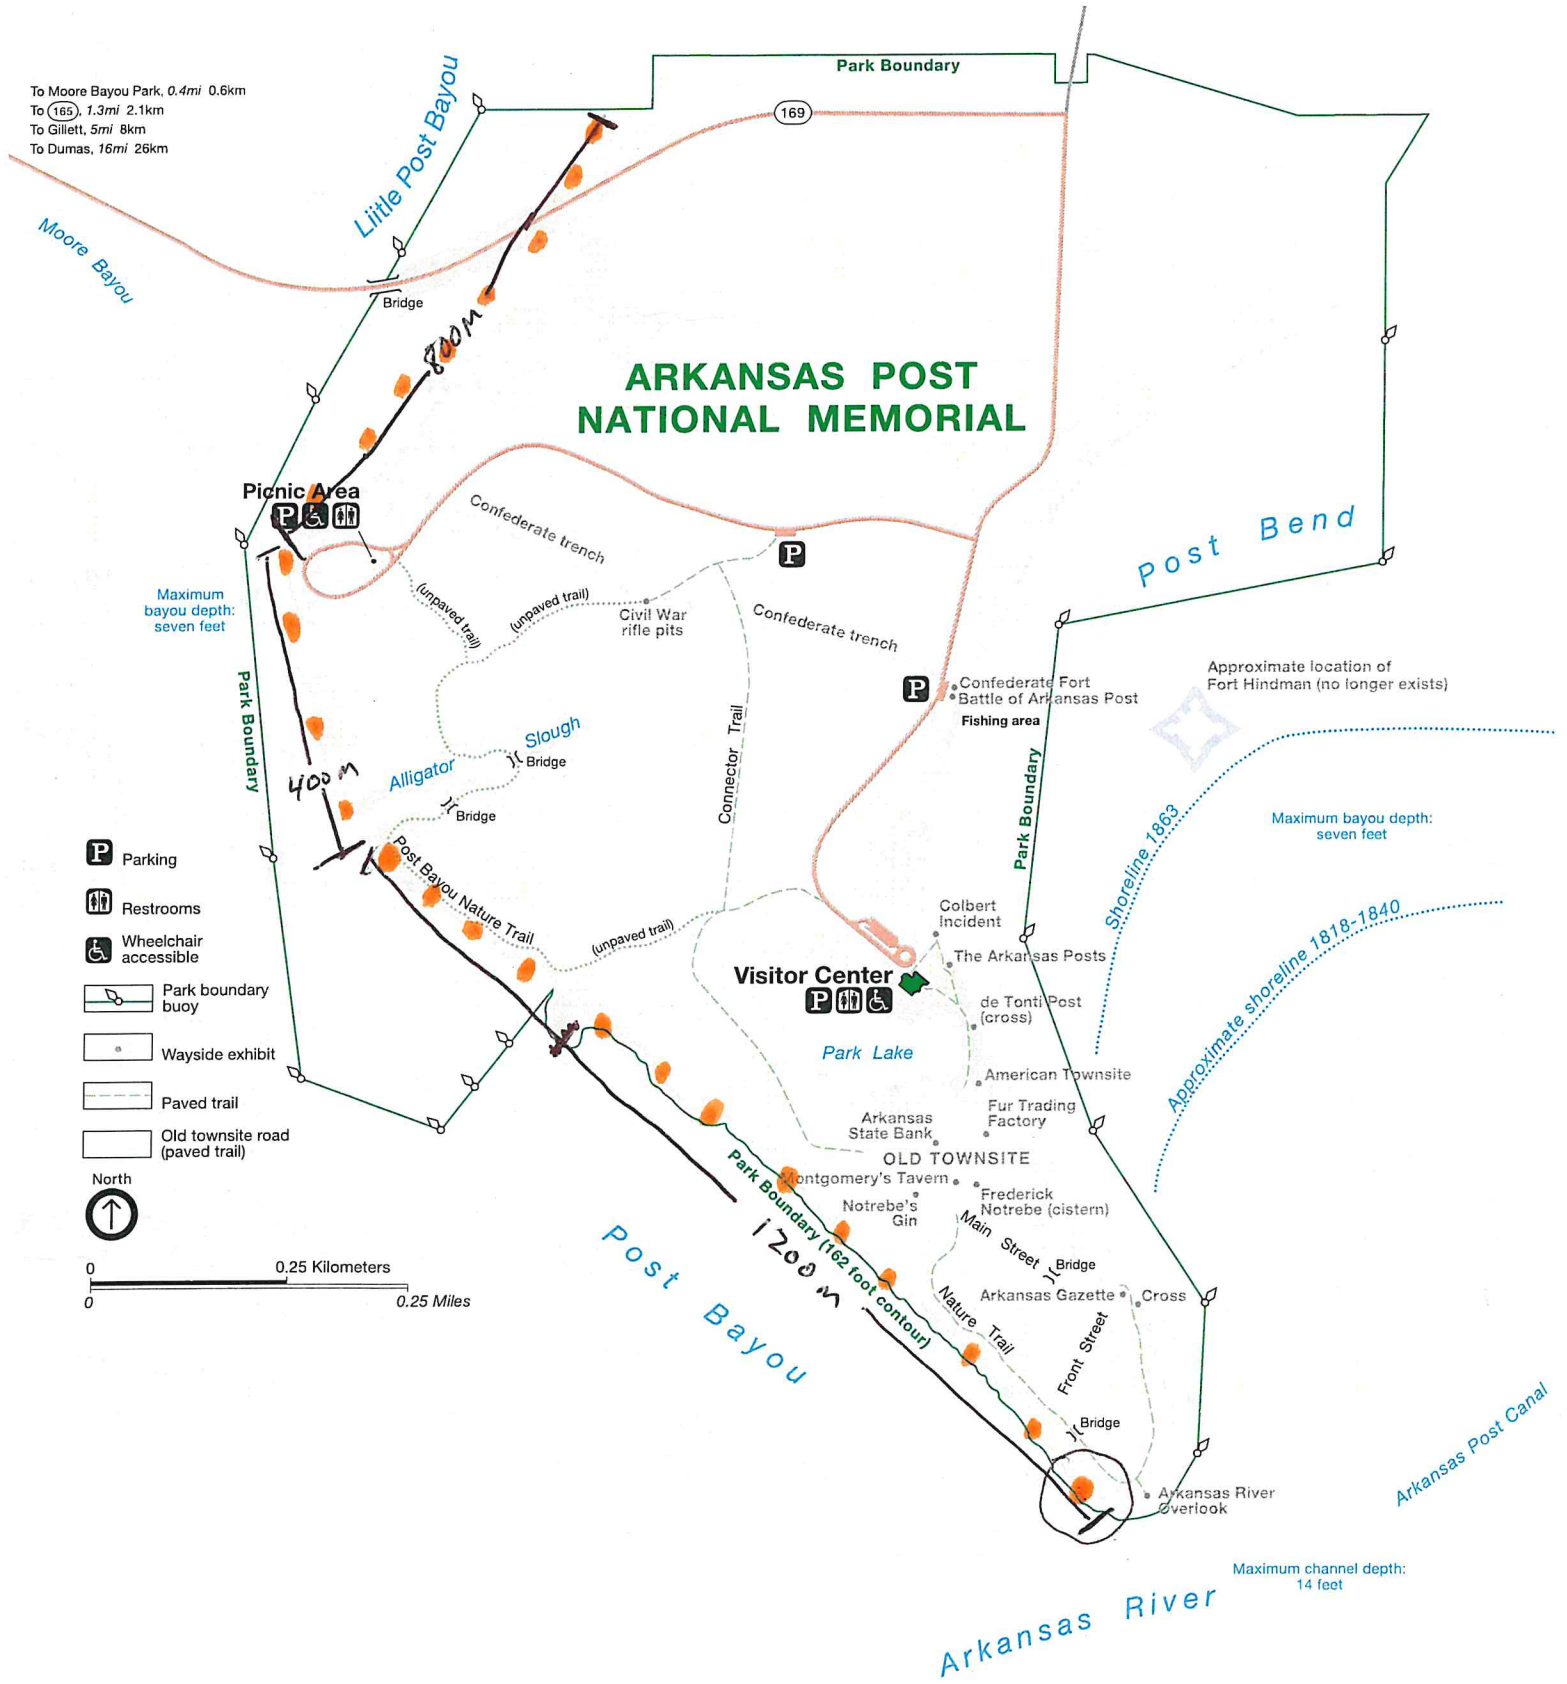 Park Boundary
To Moore Bayou Park, 0.4mi 0.6km
To 165, 1.3mi 2.1km
To Gillett, 5mi 8km
To Dumas, 16mi 26km
Liitle Post Bayou
169
Moore Bayou
Bridge
800 M
ARKANSAS POST
NATIONAL MEMORIAL
Picnic Area
P
Confederate trench
Post Bend
P
Maximum
bayou depth:
seven feet
(unpaved trail)
(unpaved trail)
Civil War
rifle pits
Confederate trench
Park Boundary
P
Confederate Fort
Battle of Arkansas Post
Fishing area
Approximate location of
Fort Hindman (no longer exists)
Connector Trail
Slough
Alligator
Bridge
Bridge
400 M
Park Boundary
Shoreline 1863
Maximum bayou depth:
seven feet
P Parking
Restrooms
Wheelchair
accessible
Park boundary
buoy
Wayside exhibit
Paved trail
Old townsite road
(paved trail)
North
0 0.25 Kilometers
0 0.25 Miles
Post Bayou Nature Trail
(unpaved trail)
Colbert
Incident
The Arkansas Posts
Visitor Center
P
de Tonti Post
(cross)
Approximate shoreline 1818-1840
Park Lake
American Townsite
Fur Trading
Factory
Arkansas
State Bank
OLD TOWNSITE
Montgomery's Tavern
Notrebe's
Gin
Frederick
Notrebe (cistern)
Park Boundary (162 foot contour)
1200 m
Post Bayou
Main Street
Bridge
Arkansas Gazette
Cross
Nature Trail
Front Street
Bridge
Arkansas River
Overlook
Arkansas Post Canal
Maximum channel depth:
14 feet
Arkansas River